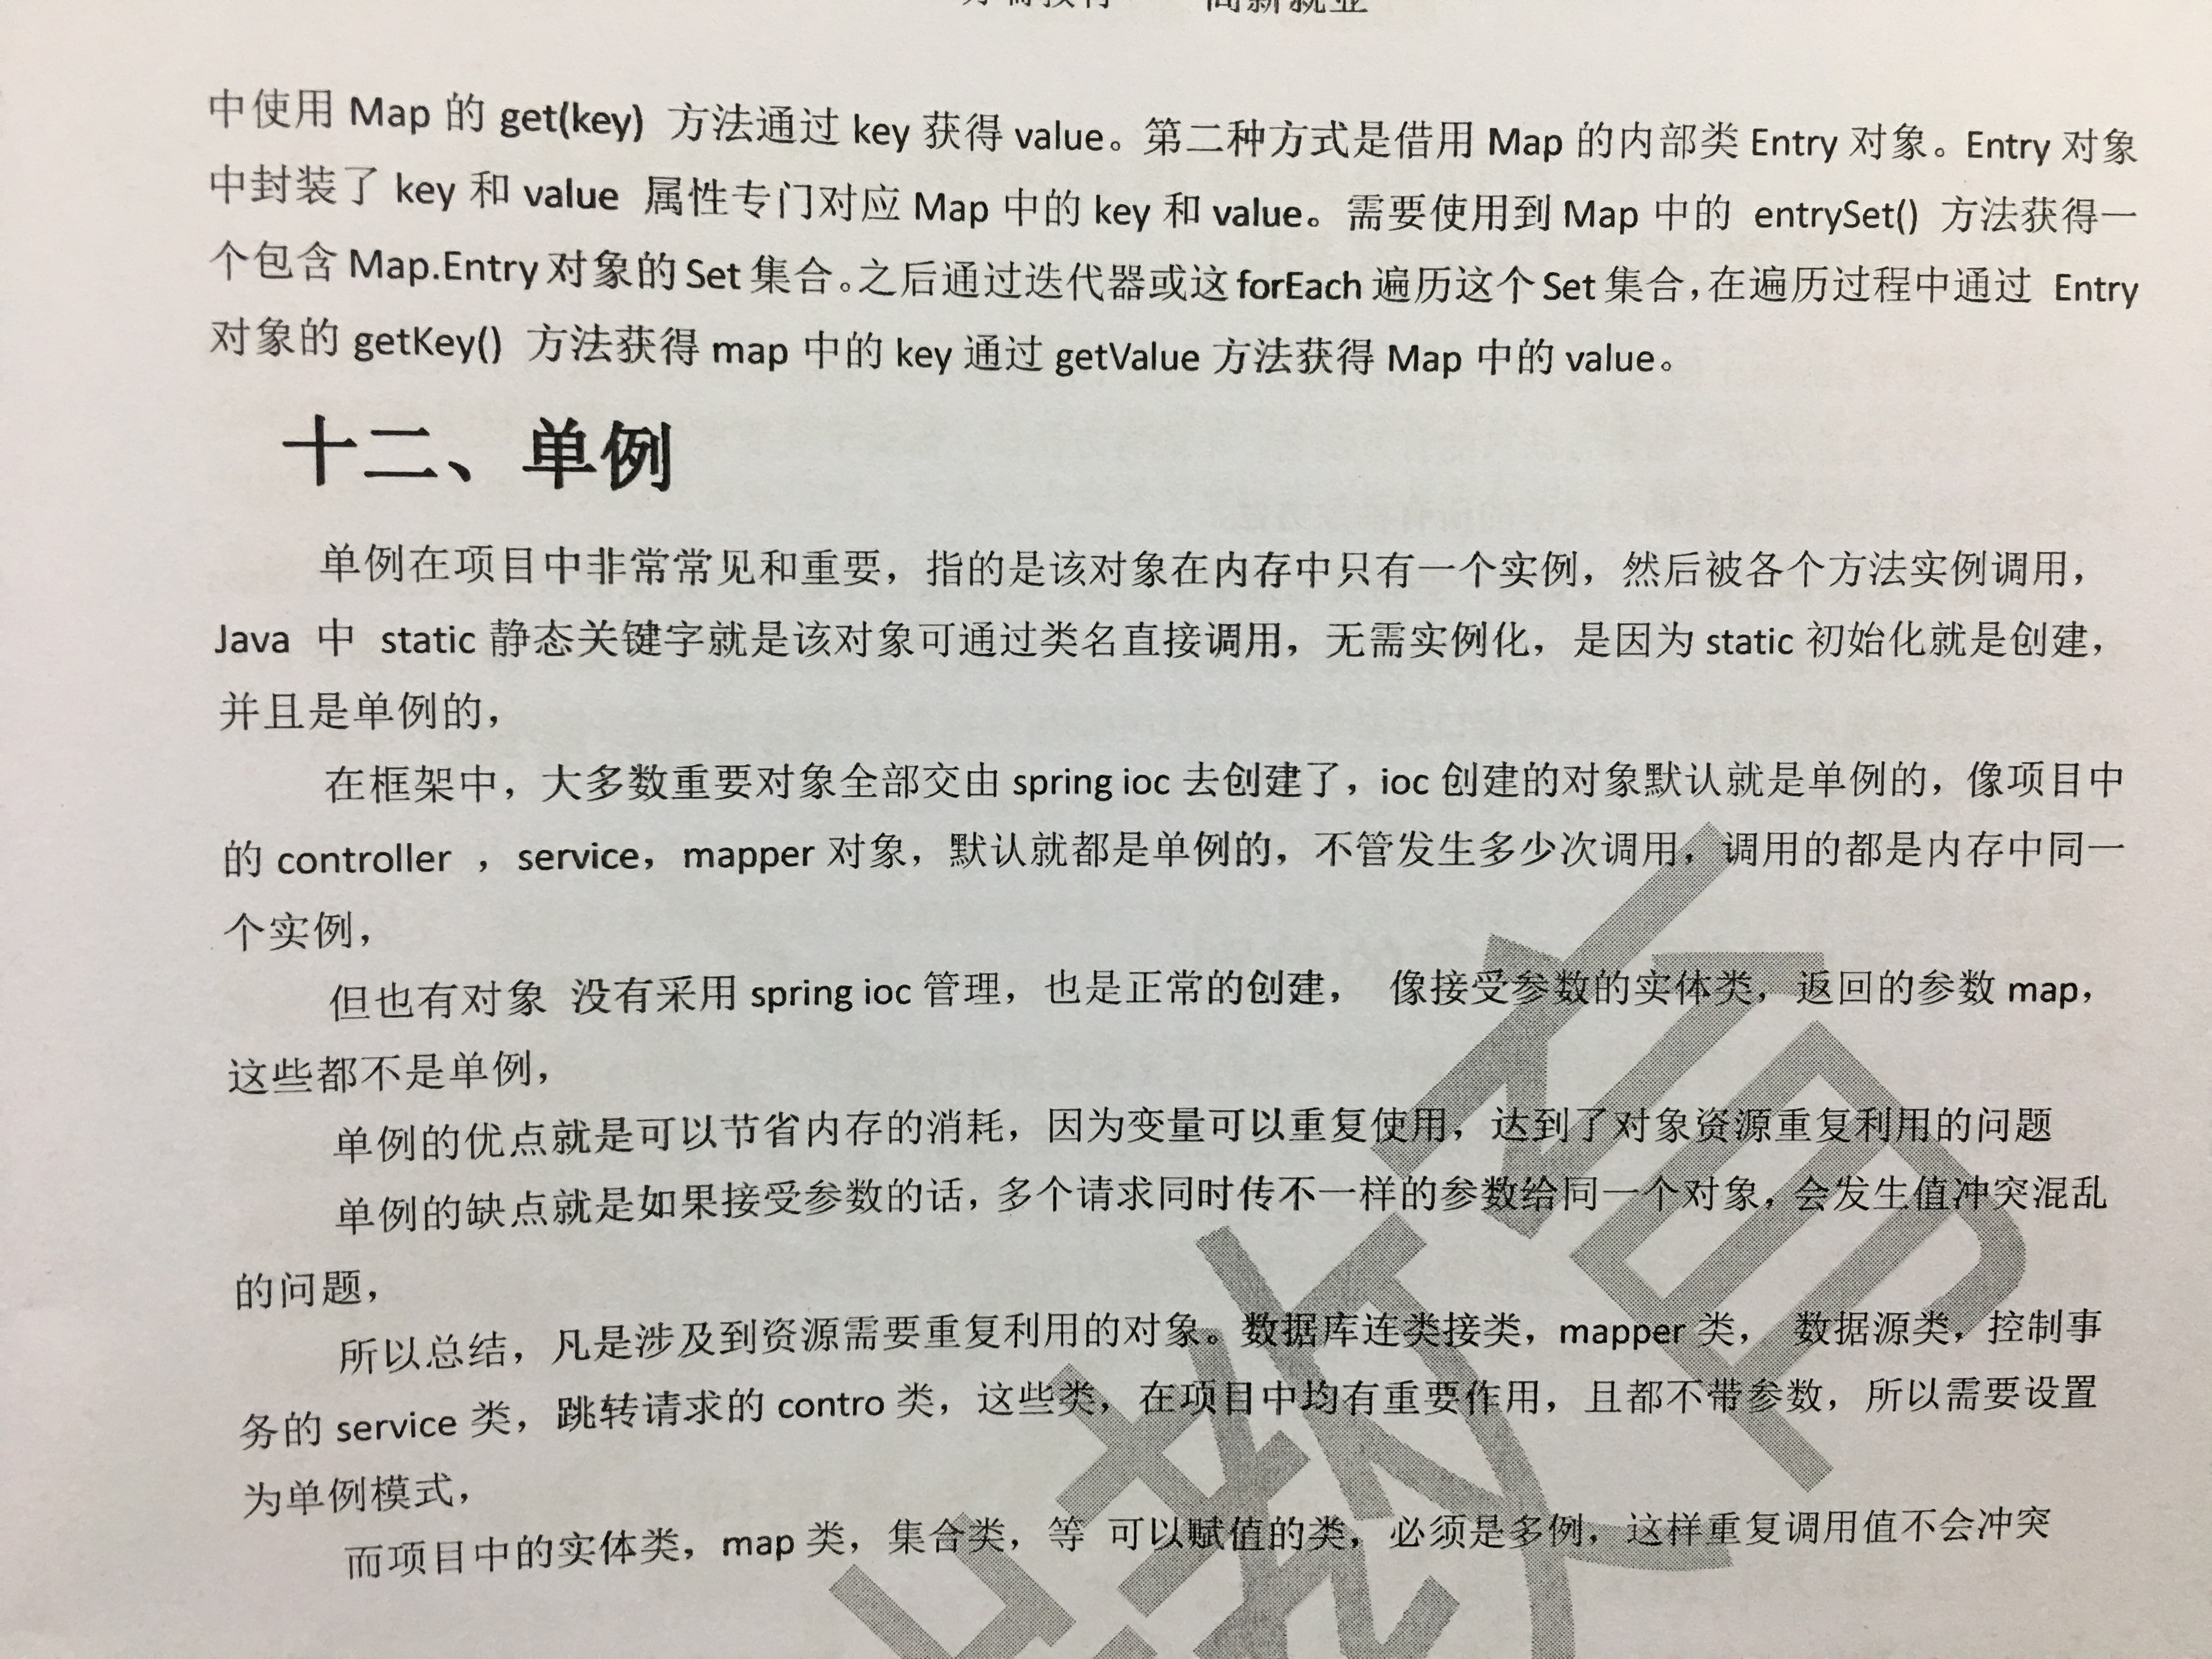 高新就业
中使用 Map 的 get(key) 方法通过 key 获得 value。第二种方式是借用 Map 的内部类 Entry 对象。Entry 对象
中封装了 key 和 value 属性专门对应 Map 中的 key 和 value。需要使用到 Map 中的 entrySet() 方法获得一
个包含 Map.Entry 对象的 Set 集合。之后通过迭代器或这 forEach 遍历这个 Set 集合，在遍历过程中通过 Entry
对象的 getKey() 方法获得 map 中的 key 通过 getValue 方法获得 Map 中的 value。
十二、单例
单例在项目中非常常见和重要，指的是该对象在内存中只有一个实例，然后被各个方法实例调用，
Java 中 static 静态关键字就是该对象可通过类名直接调用，无需实例化，是因为 static 初始化就是创建，
并且是单例的，
在框架中，大多数重要对象全部交由 spring ioc 去创建了，ioc 创建的对象默认就是单例的，像项目中
的 controller ，service，mapper 对象，默认就都是单例的，不管发生多少次调用，调用的都是内存中同一
个实例，
但也有对象 没有采用 spring ioc 管理，也是正常的创建， 像接受参数的实体类，返回的参数 map，
这些都不是单例，
单例的优点就是可以节省内存的消耗，因为变量可以重复使用，达到了对象资源重复利用的问题
单例的缺点就是如果接受参数的话，多个请求同时传不一样的参数给同一个对象，会发生值冲突混乱
的问题，
所以总结，凡是涉及到资源需要重复利用的对象。数据库连类接类，mapper 类， 数据源类，控制事
务的 service 类，跳转请求的 contro 类，这些类，在项目中均有重要作用，且都不带参数，所以需要设置
为单例模式，
而项目中的实体类，map 类，集合类，等 可以赋值的类，必须是多例，这样重复调用值不会冲突
教育